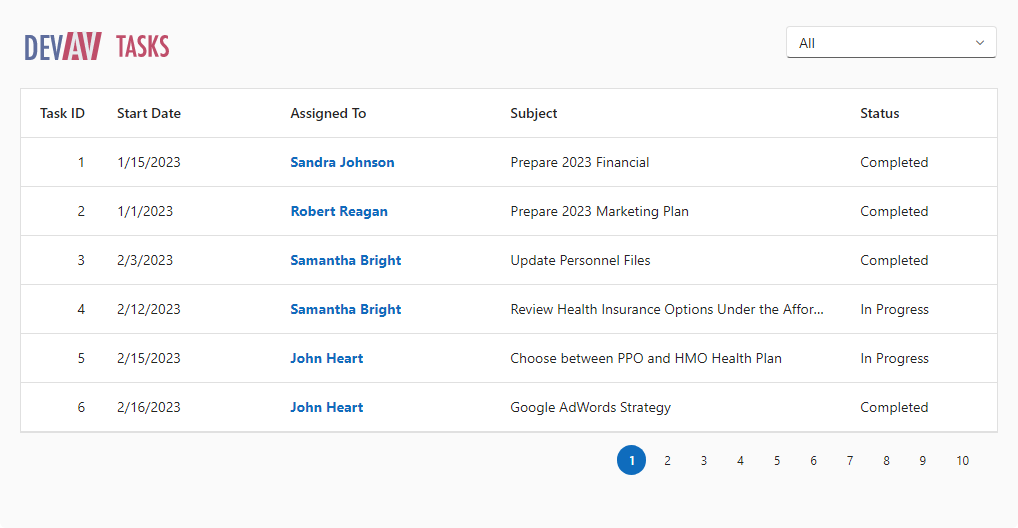 DEVAV TASKS
All
Task ID Start Date Assigned To Subject Status
1 1/15/2023 Sandra Johnson Prepare 2023 Financial Completed
2 1/1/2023 Robert Reagan Prepare 2023 Marketing Plan Completed
3 2/3/2023 Samantha Bright Update Personnel Files Completed
4 2/12/2023 Samantha Bright Review Health Insurance Options Under the Affor... In Progress
5 2/15/2023 John Heart Choose between PPO and HMO Health Plan In Progress
6 2/16/2023 John Heart Google AdWords Strategy Completed
1 2 3 4 5 6 7 8 9 10